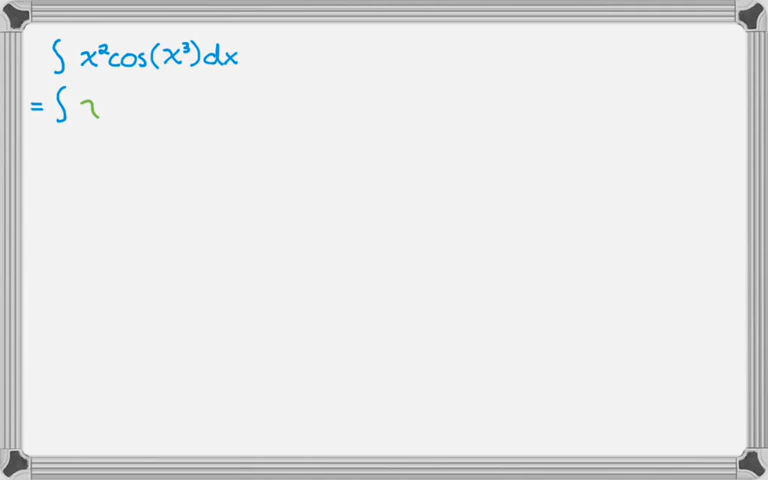 ∫ x²cos(x³)dx
= ∫